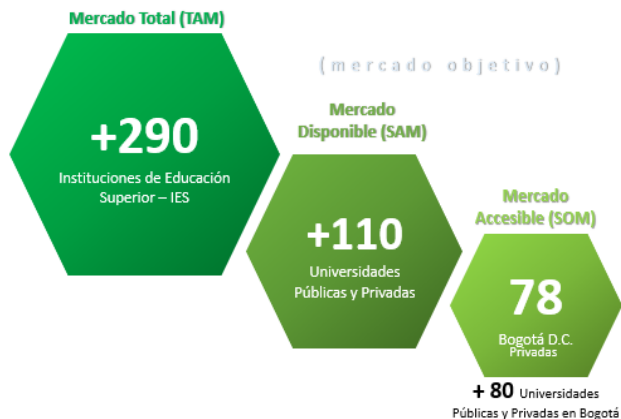 Mercado Total (TAM)
(mercado objetivo)
+290
Instituciones de Educación
Superior – IES
Mercado
Disponible (SAM)
+110
Universidades
Públicas y Privadas
Mercado
Accesible (SOM)
78
Bogotá D.C.
Privadas
+ 80 Universidades
Públicas y Privadas en Bogotá